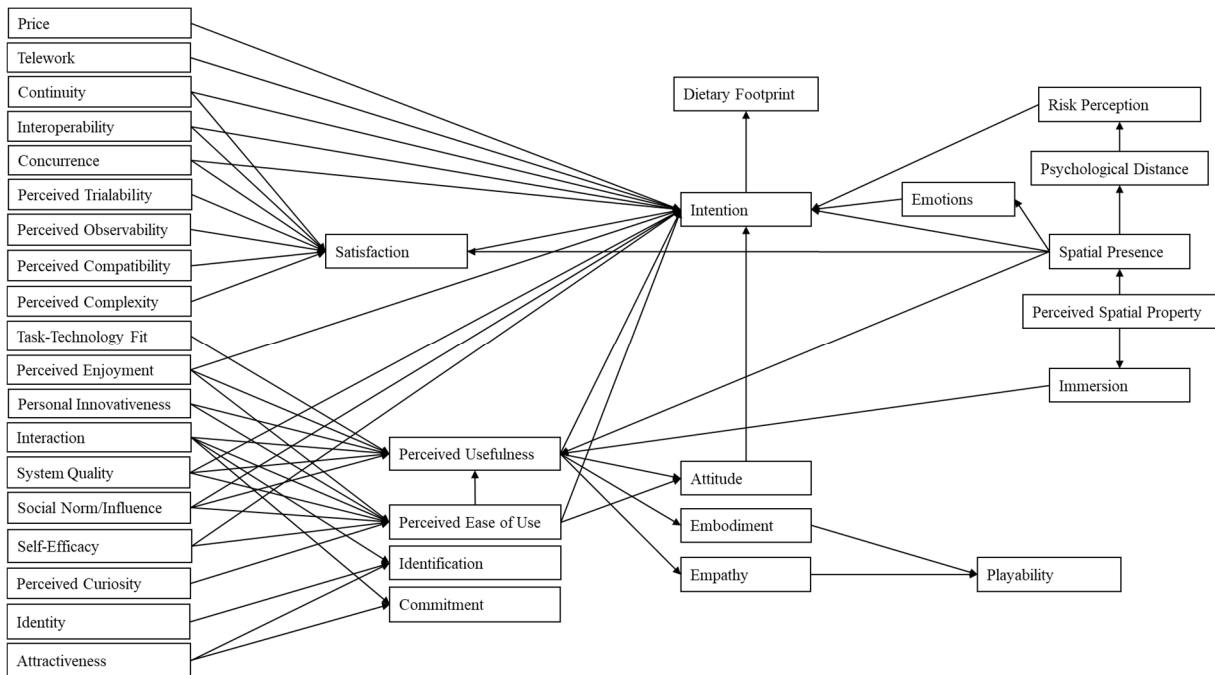 Price
Telework
Continuity
Interoperability
Concurrence
Perceived Trialability
Perceived Observability
Perceived Compatibility
Perceived Complexity
Task-Technology Fit
Perceived Enjoyment
Personal Innovativeness
Interaction
System Quality
Social Norm/Influence
Self-Efficacy
Perceived Curiosity
Identity
Attractiveness
Satisfaction
Perceived Usefulness
Perceived Ease of Use
Identification
Commitment
Dietary Footprint
Intention
Attitude
Embodiment
Empathy
Emotions
Playability
Risk Perception
Psychological Distance
Spatial Presence
Perceived Spatial Property
Immersion